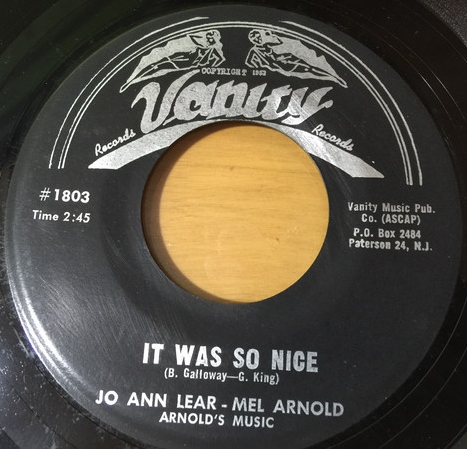 COPYRIGHT 1953
Vanity
Records
Records
#1803
Time 2:45
Vanity Music Pub.
Co. (ASCAP)
P.O. Box 2484
Paterson 24, N.J.
IT WAS SO NICE
(B. Galloway—G. King)
JO ANN LEAR - MEL ARNOLD
ARNOLD'S MUSIC